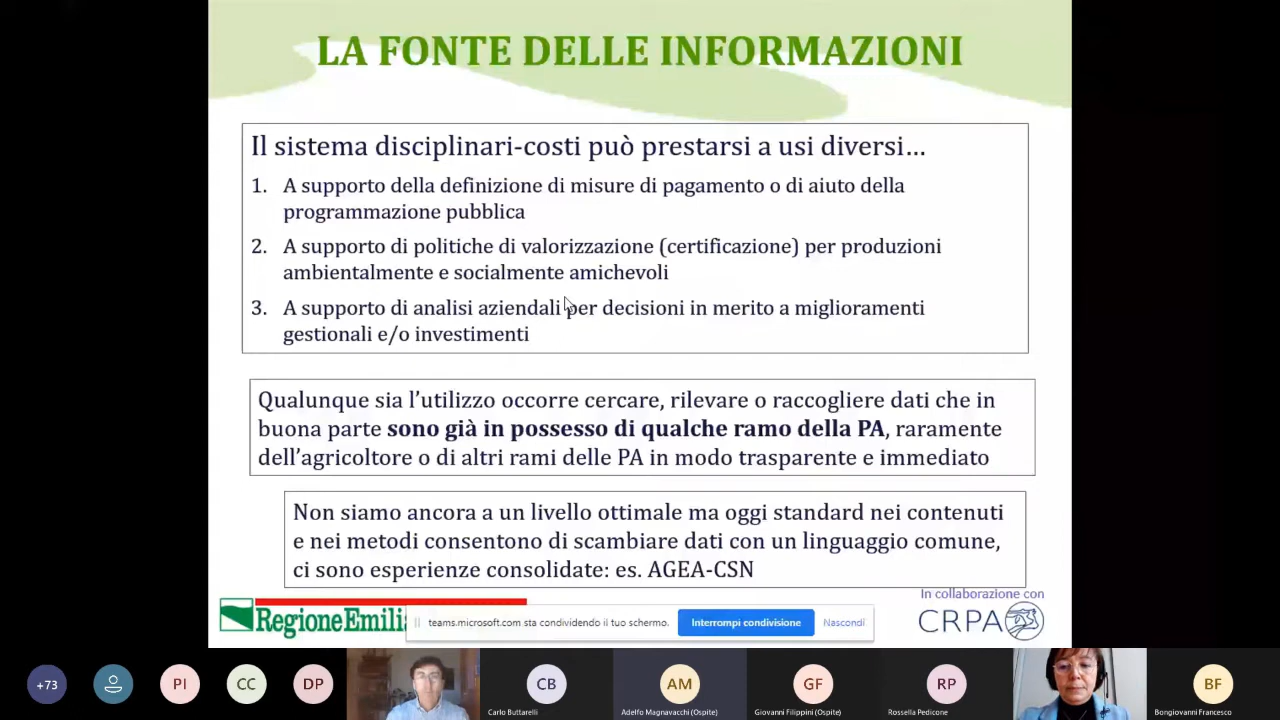 LA FONTE DELLE INFORMAZIONI
Il sistema disciplinari-costi può prestarsi a usi diversi…
1. A supporto della definizione di misure di pagamento o di aiuto della
programmazione pubblica
2. A supporto di politiche di valorizzazione (certificazione) per produzioni
ambientalmente e socialmente amichevoli
3. A supporto di analisi aziendali per decisioni in merito a miglioramenti
gestionali e/o investimenti
Qualunque sia l’utilizzo occorre cercare, rilevare o raccogliere dati che in
buona parte sono già in possesso di qualche ramo della PA, raramente
dell’agricoltore o di altri rami delle PA in modo trasparente e immediato
Non siamo ancora a un livello ottimale ma oggi standard nei contenuti
e nei metodi consentono di scambiare dati con un linguaggio comune,
ci sono esperienze consolidate: es. AGEA-CSN
In collaborazione con
RegioneEmili
teams.microsoft.com sta condividendo il tuo schermo.
Interrompi condivisione
Nascondi
CRPA
+73
PI
CC
DP
CB
AM
GF
RP
BF
Carlo Buttarelli
Adelfo Magnavacchi (Ospite)
Giovanni Filippini (Ospite)
Rossella Pedicone
Bongiovanni Francesco